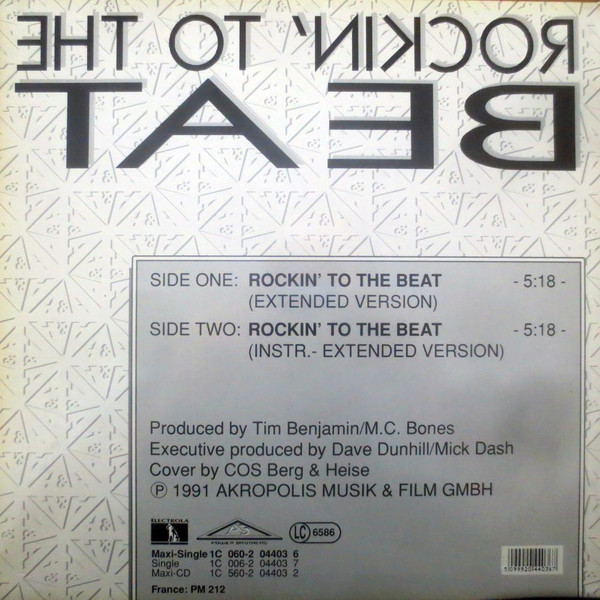 ROCKIN' TO THE
BEAT
SIDE ONE: ROCKIN' TO THE BEAT - 5:18 -
(EXTENDED VERSION)
SIDE TWO: ROCKIN' TO THE BEAT - 5:18 -
(INSTR.- EXTENDED VERSION)
Produced by Tim Benjamin/M.C. Bones
Executive produced by Dave Dunhill/Mick Dash
Cover by COS Berg & Heise
Ⓟ 1991 AKROPOLIS MUSIK & FILM GMBH
ELECTROLA
LC 6586
Maxi-Single 1C 060-2 04403 6
Single 1C 006-2 04403 7
Maxi-CD 1C 560-2 04403 2
France: PM 212